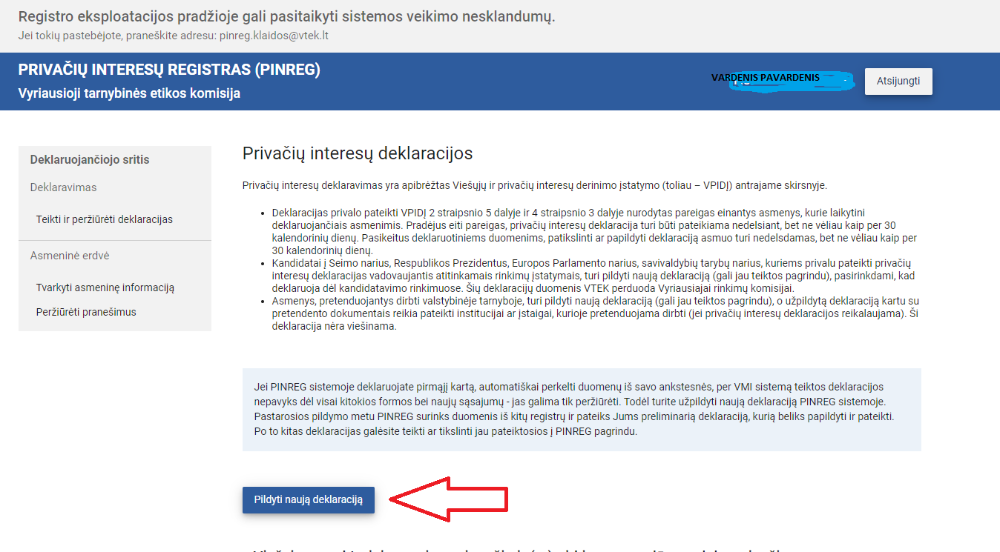 Registro eksploatacijos pradžioje gali pasitaikyti sistemos veikimo nesklandumų.
Jei tokių pastebėjote, praneškite adresu: pinreg.klaidos@vtek.lt
PRIVAČIŲ INTERESŲ REGISTRAS (PINREG)
Vyriausioji tarnybinės etikos komisija
VARDENIS PAVARDENIS
Atsijungti
Deklaruojančiojo sritis
Deklaravimas
Teikti ir peržiūrėti deklaracijas
Asmeninė erdvė
Tvarkyti asmeninę informaciją
Peržiūrėti pranešimus
Privačių interesų deklaracijos
Privačių interesų deklaravimas yra apibrėžtas Viešųjų ir privačių interesų derinimo įstatymo (toliau – VPIDĮ) antrajame skirsnyje.
• Deklaracijas privalo pateikti VPIDĮ 2 straipsnio 5 dalyje ir 4 straipsnio 3 dalyje nurodytas pareigas einantys asmenys, kurie laikytini
deklaruojančiais asmenimis. Pradėjus eiti pareigas, privačių interesų deklaracija turi būti pateikiama nedelsiant, bet ne vėliau kaip per 30
kalendorinių dienų. Pasikeitus deklaruotiniems duomenims, patikslinti ar papildyti deklaraciją asmuo turi nedelsdamas, bet ne vėliau kaip per
30 kalendorinių dienų.
• Kandidatai į Seimo narius, Respublikos Prezidentus, Europos Parlamento narius, savivaldybių tarybų narius, kuriems privalu pateikti privačių
interesų deklaracijas vadovaujantis atitinkamais rinkimų įstatymais, turi pildyti naują deklaraciją (gali jau teiktos pagrindu), pasirinkdami, kad
deklaruoja dėl kandidatavimo rinkimuose. Šių deklaracijų duomenis VTEK perduoda Vyriausiajai rinkimų komisijai.
• Asmenys, pretenduojantys dirbti valstybinėje tarnyboje, turi pildyti naują deklaraciją (gali jau teiktos pagrindu), o užpildytą deklaraciją kartu su
pretendento dokumentais reikia pateikti institucijai ar įstaigai, kurioje pretenduojama dirbti (jei privačių interesų deklaracijos reikalaujama). Ši
deklaracija nėra viešinama.
Jei PINREG sistemoje deklaruojate pirmąjį kartą, automatiškai perkelti duomenų iš savo ankstesnės, per VMI sistemą teiktos deklaracijos
nepavyks dėl visai kitokios formos bei naujų sąsajumų - jas galima tik peržiūrėti. Todėl turite užpildyti naują deklaraciją PINREG sistemoje.
Pastarosios pildymo metu PINREG surinks duomenis iš kitų registrų ir pateiks Jums preliminarią deklaraciją, kurią beliks papildyti ir pateikti.
Po to kitas deklaracijas galėsite teikti ar tikslinti jau pateiktosios į PINREG pagrindu.
Pildyti naują deklaraciją